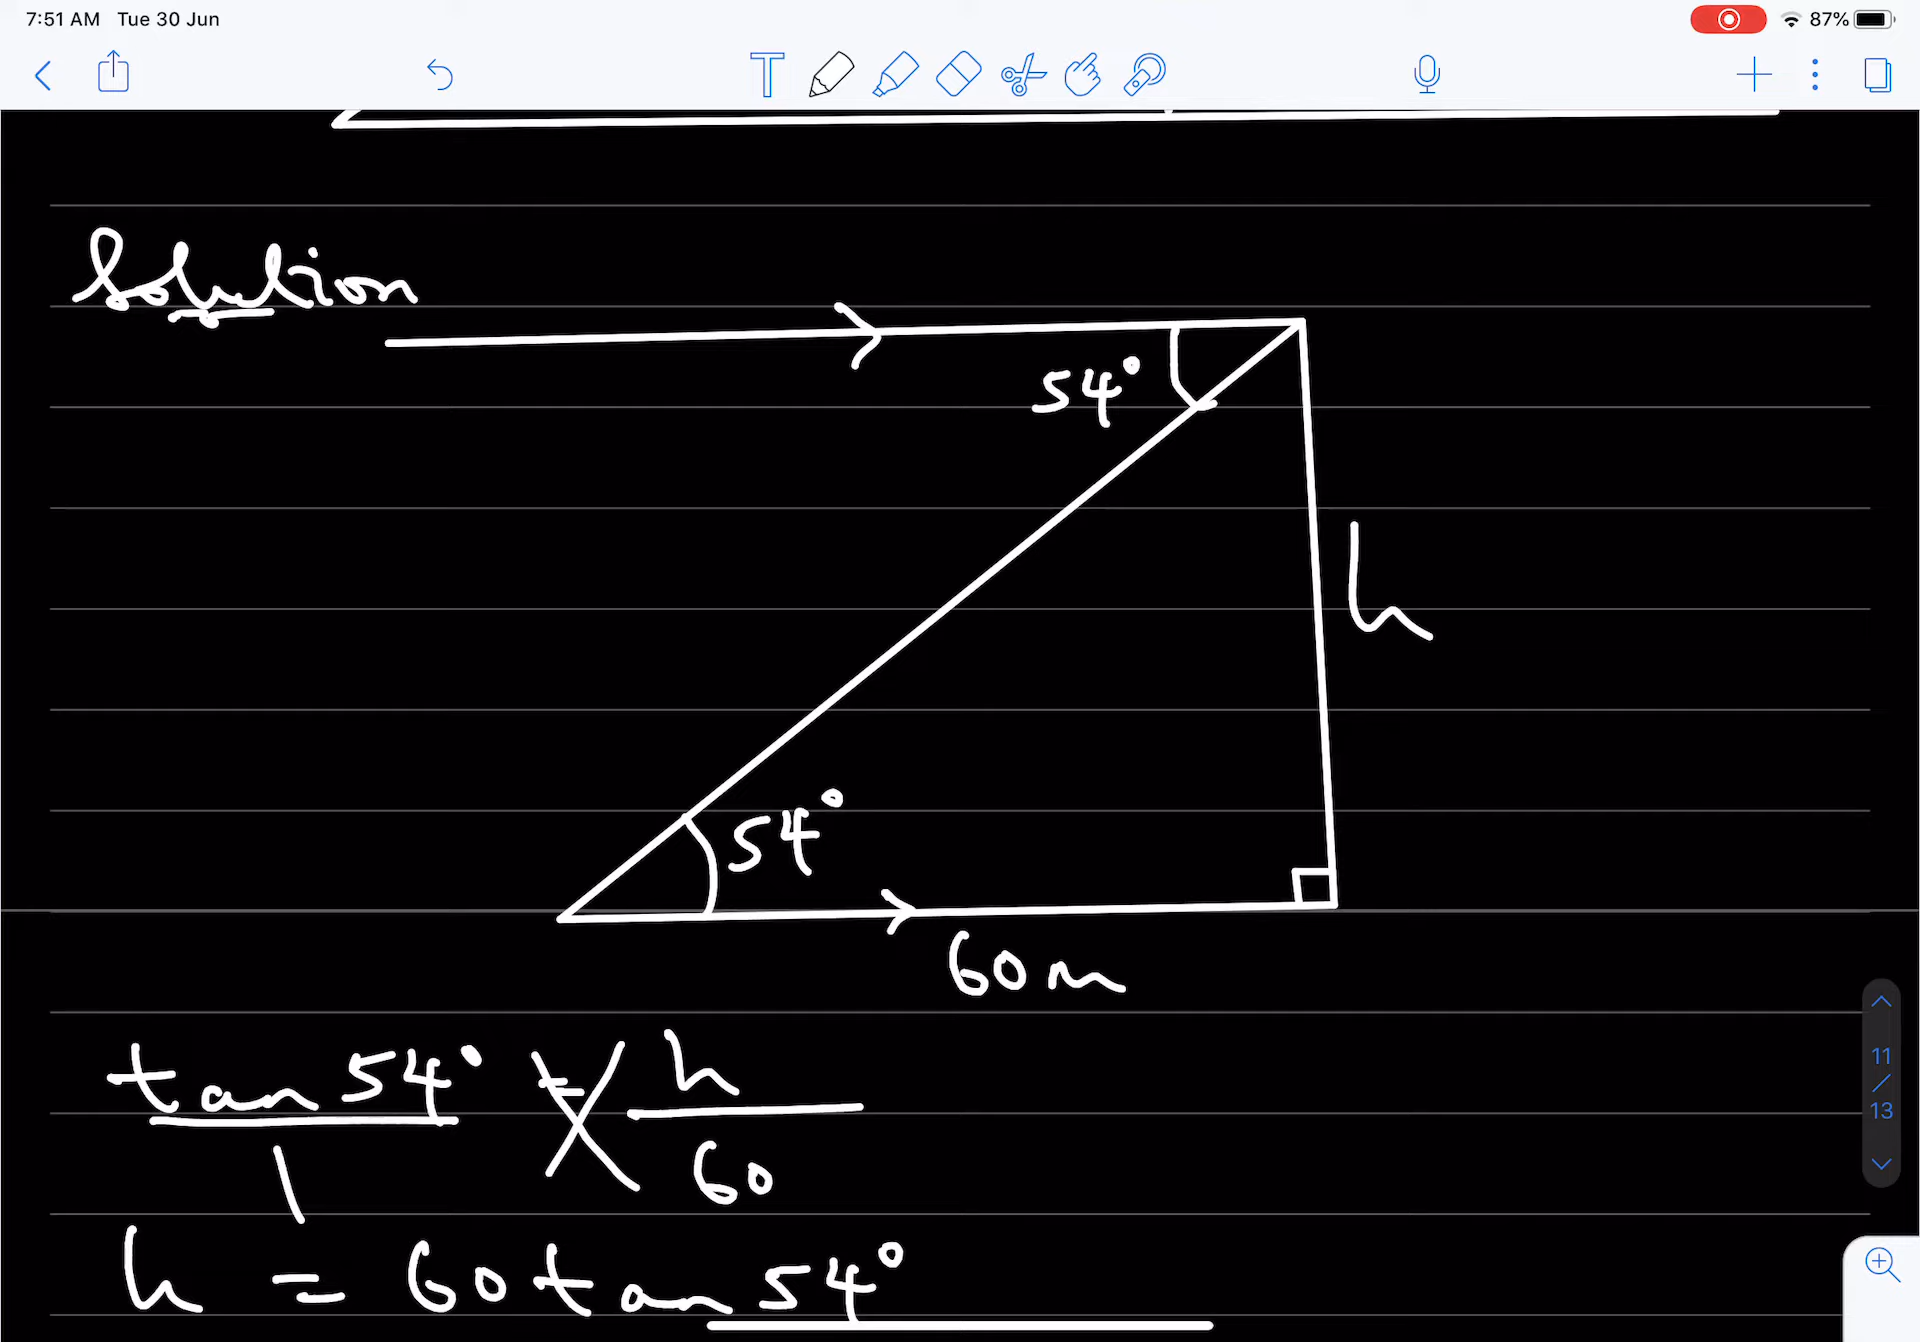 7:51 AM Tue 30 Jun 87%
T
Solution
54°
h
54°
60m
tan 54° = h
1 60
h = 60 tan 54°
11
/
13